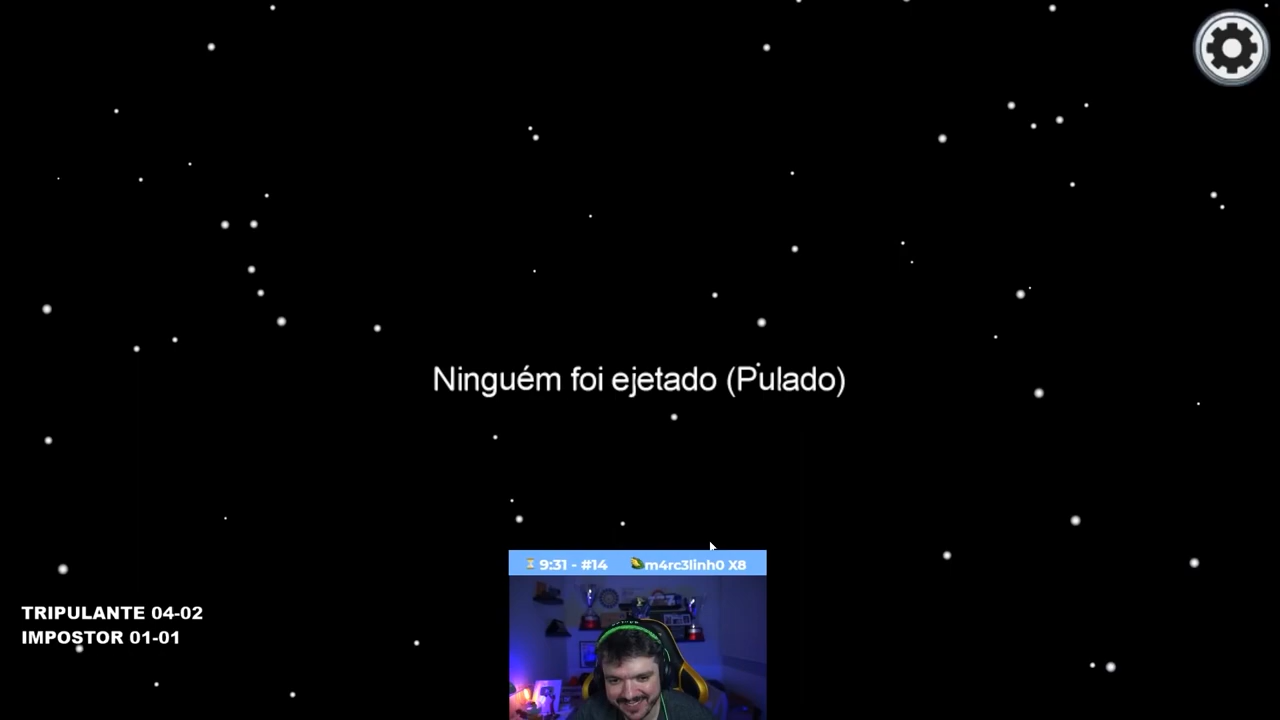 Ninguém foi ejetado (Pulado)
9:31 - #14 m4rc3linh0 X8
TRIPULANTE 04-02
IMPOSTOR 01-01